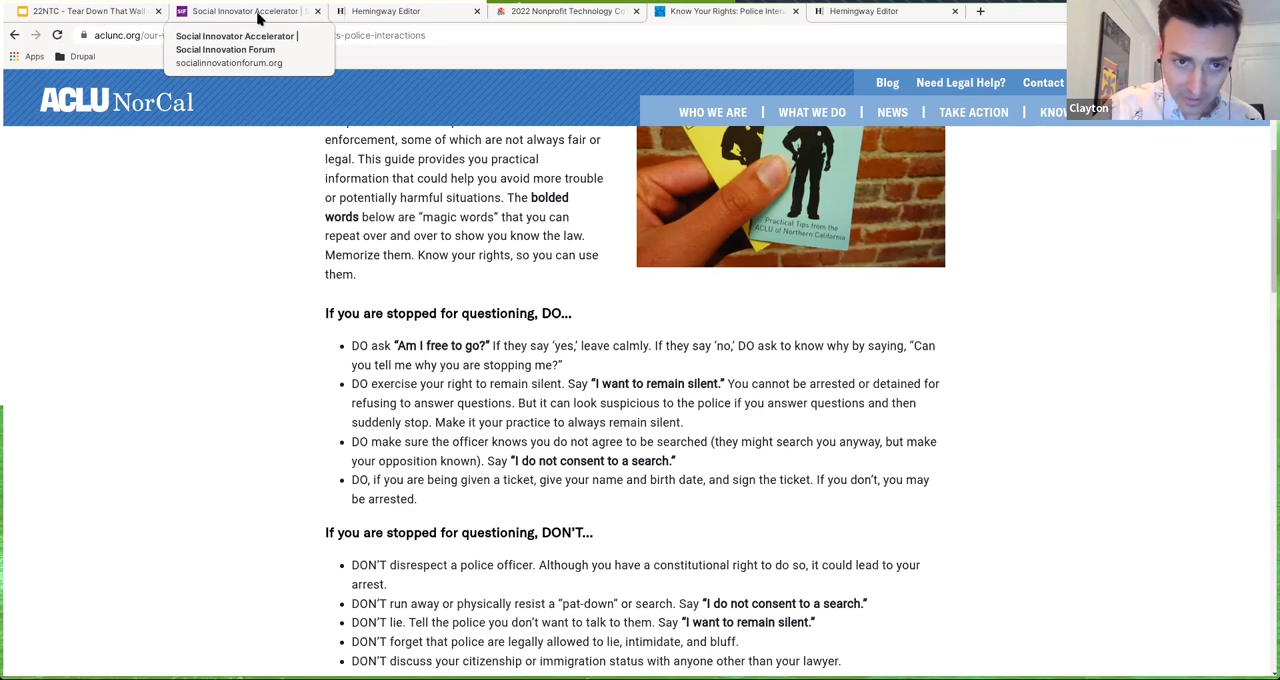 22NTC - Tear Down That Wall
Social Innovator Accelerator | S
Hemingway Editor
2022 Nonprofit Technology Co
Know Your Rights: Police Intera
Hemingway Editor
aclunc.org/our-
s-police-interactions
Apps
Drupal
Social Innovator Accelerator |
Social Innovation Forum
socialinnovationforum.org
Clayton
ACLU NorCal
Blog
Need Legal Help?
Contact
WHO WE ARE | WHAT WE DO | NEWS | TAKE ACTION | KNO
enforcement, some of which are not always fair or
legal. This guide provides you practical
information that could help you avoid more trouble
or potentially harmful situations. The bolded
words below are “magic words” that you can
repeat over and over to show you know the law.
Memorize them. Know your rights, so you can use
them.
Practical Tips from the
ACLU of Northern California
If you are stopped for questioning, DO...
• DO ask “Am I free to go?” If they say ‘yes,’ leave calmly. If they say ‘no,’ DO ask to know why by saying, “Can
you tell me why you are stopping me?”
• DO exercise your right to remain silent. Say “I want to remain silent.” You cannot be arrested or detained for
refusing to answer questions. But it can look suspicious to the police if you answer questions and then
suddenly stop. Make it your practice to always remain silent.
• DO make sure the officer knows you do not agree to be searched (they might search you anyway, but make
your opposition known). Say “I do not consent to a search.”
• DO, if you are being given a ticket, give your name and birth date, and sign the ticket. If you don’t, you may
be arrested.
If you are stopped for questioning, DON’T...
• DON’T disrespect a police officer. Although you have a constitutional right to do so, it could lead to your
arrest.
• DON’T run away or physically resist a “pat-down” or search. Say “I do not consent to a search.”
• DON’T lie. Tell the police you don’t want to talk to them. Say “I want to remain silent.”
• DON’T forget that police are legally allowed to lie, intimidate, and bluff.
• DON’T discuss your citizenship or immigration status with anyone other than your lawyer.